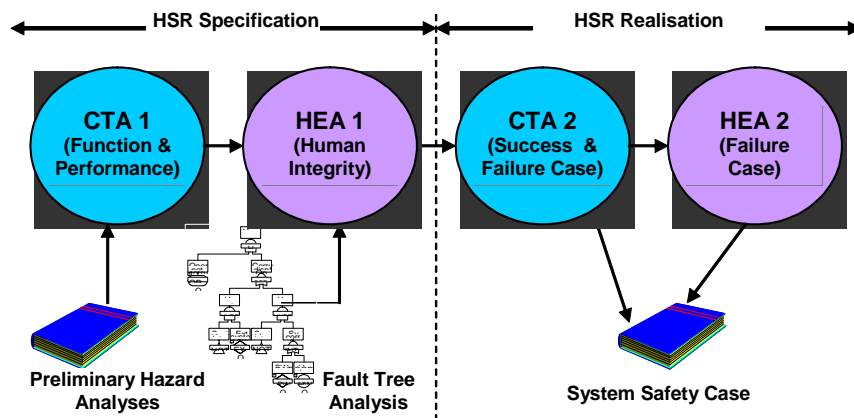 HSR Specification
HSR Realisation
CTA 1
(Function &
Performance)
HEA 1
(Human
Integrity)
CTA 2
(Success &
Failure Case)
HEA 2
(Failure
Case)
Preliminary Hazard
Analyses
Fault Tree
Analysis
System Safety Case